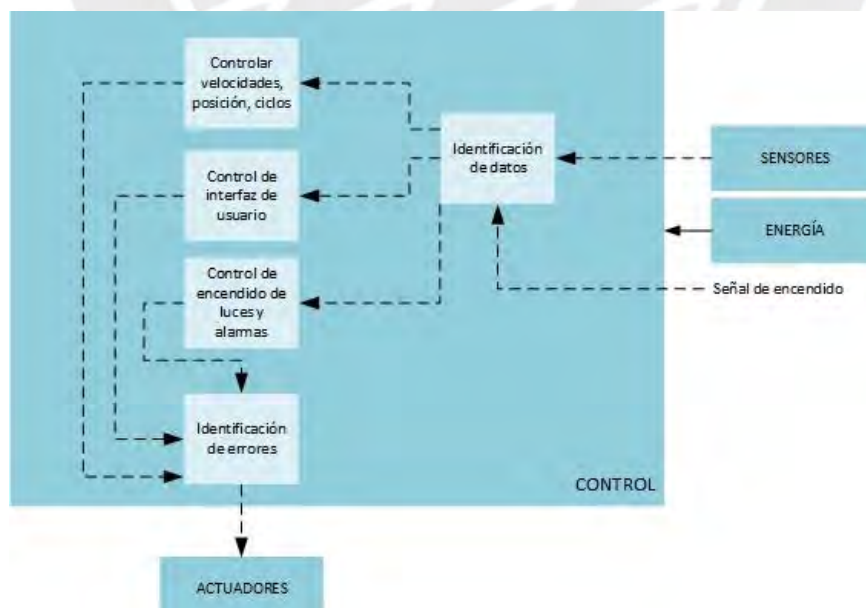 Controlar
velocidades,
posición, ciclos
Identificación
de datos
SENSORES
Control de
interfaz de
usuario
ENERGÍA
Control de
encendido de
luces y
alarmas
Señal de encendido
Identificación
de errores
CONTROL
ACTUADORES